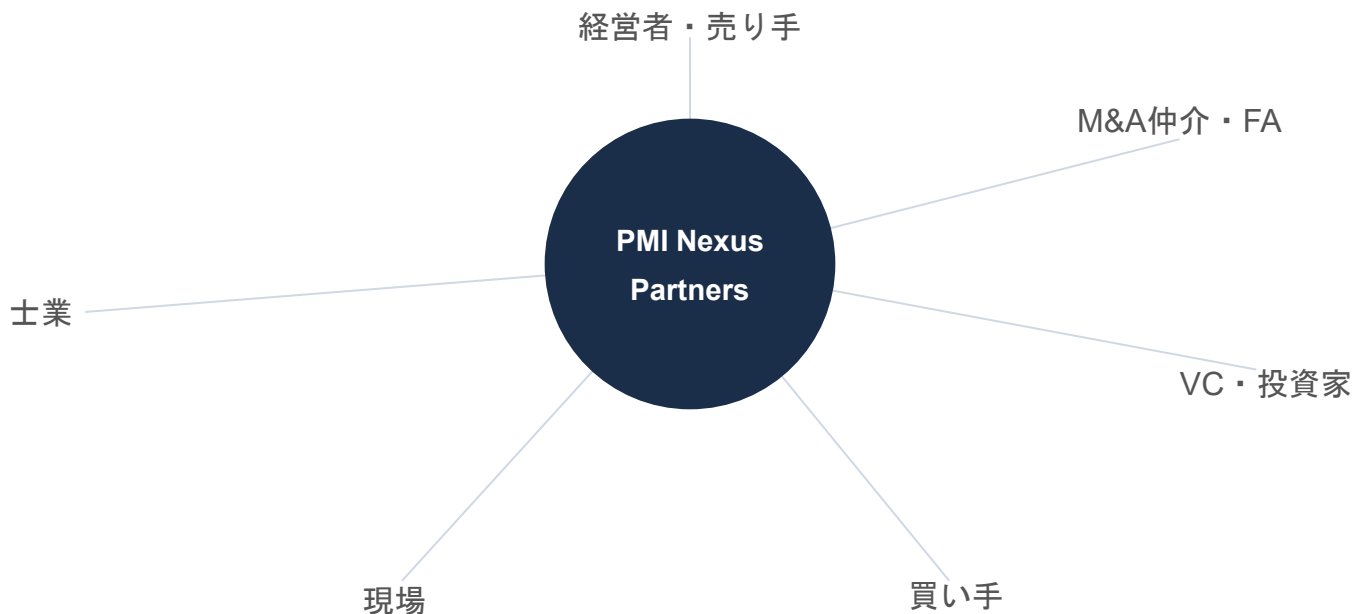 経営者・売り手
M&A仲介・FA
PMI Nexus
Partners
士業
VC・投資家
現場
買い手